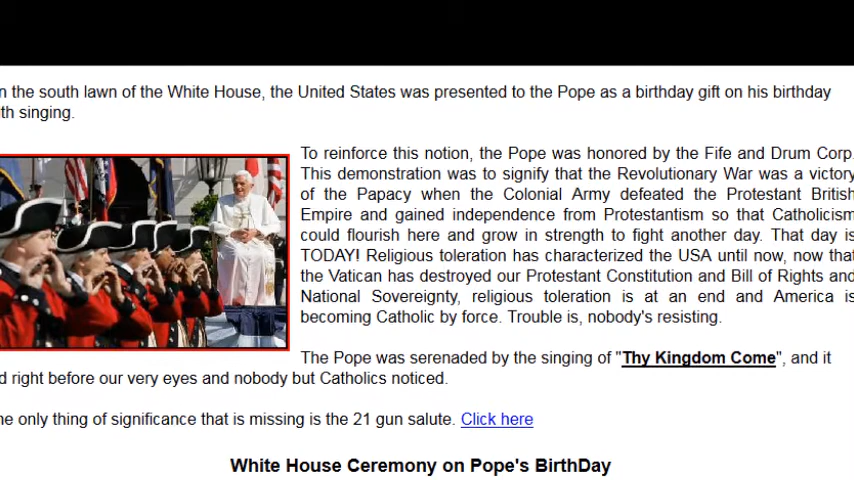 n the south lawn of the White House, the United States was presented to the Pope as a birthday gift on his birthday
th singing.
To reinforce this notion, the Pope was honored by the Fife and Drum Corp.
This demonstration was to signify that the Revolutionary War was a victory
of the Papacy when the Colonial Army defeated the Protestant British
Empire and gained independence from Protestantism so that Catholicism
could flourish here and grow in strength to fight another day. That day is
TODAY! Religious toleration has characterized the USA until now, now that
the Vatican has destroyed our Protestant Constitution and Bill of Rights and
National Sovereignty, religious toleration is at an end and America is
becoming Catholic by force. Trouble is, nobody's resisting.
The Pope was serenaded by the singing of "Thy Kingdom Come", and it
d right before our very eyes and nobody but Catholics noticed.
ne only thing of significance that is missing is the 21 gun salute. Click here
White House Ceremony on Pope's BirthDay